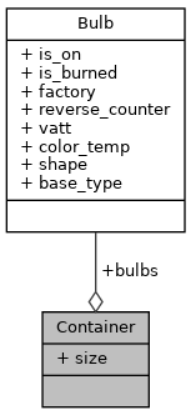 Bulb
+ is_on
+ is_burned
+ factory
+ reverse_counter
+ vatt
+ color_temp
+ shape
+ base_type
+bulbs
Container
+ size